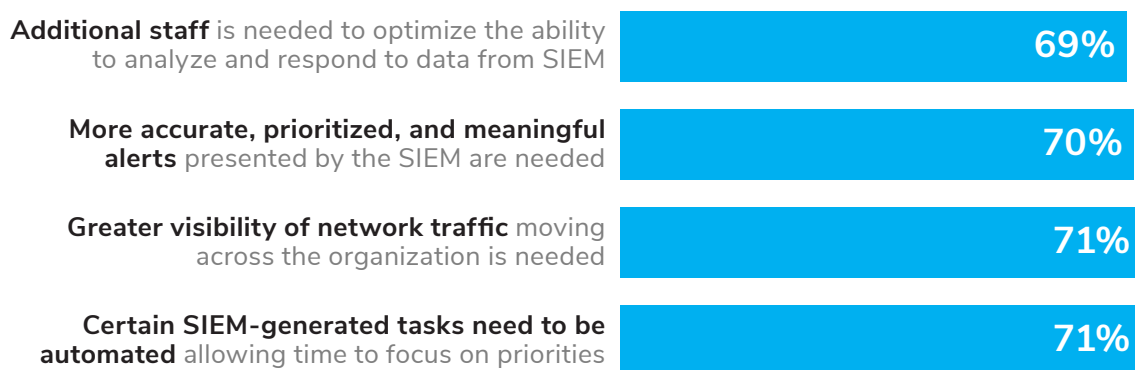 Additional staff is needed to optimize the ability
to analyze and respond to data from SIEM
69%
More accurate, prioritized, and meaningful
alerts presented by the SIEM are needed
70%
Greater visibility of network traffic moving
across the organization is needed
71%
Certain SIEM-generated tasks need to be
automated allowing time to focus on priorities
71%